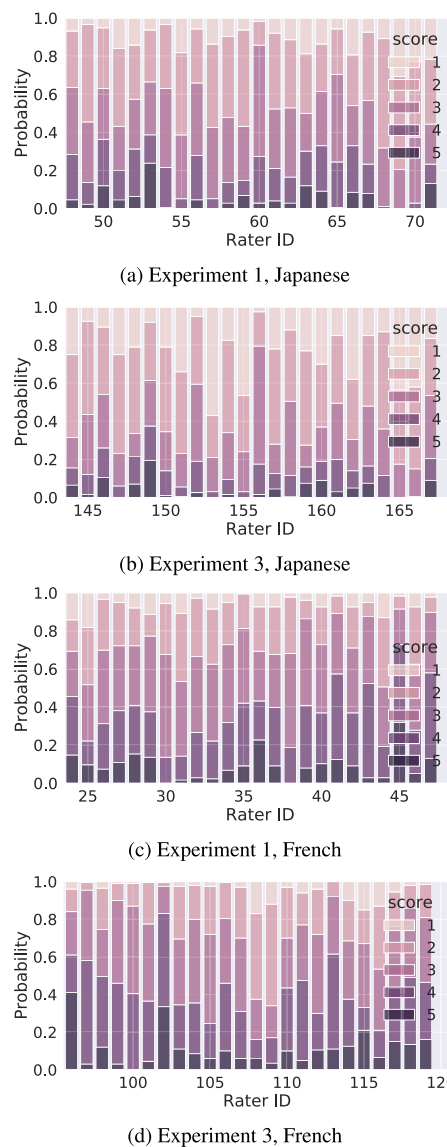 1.0
0.8
0.6
0.4
0.2
0.0
Probability
score
1
2
3
4
5
50 55 60 65 70
Rater ID
(a) Experiment 1, Japanese
1.0
0.8
0.6
0.4
0.2
0.0
Probability
score
1
2
3
4
5
145 150 155 160 165
Rater ID
(b) Experiment 3, Japanese
1.0
0.8
0.6
0.4
0.2
0.0
Probability
score
1
2
3
4
5
25 30 35 40 45
Rater ID
(c) Experiment 1, French
1.0
0.8
0.6
0.4
0.2
0.0
Probability
score
1
2
3
4
5
100 105 110 115 120
Rater ID
(d) Experiment 3, French